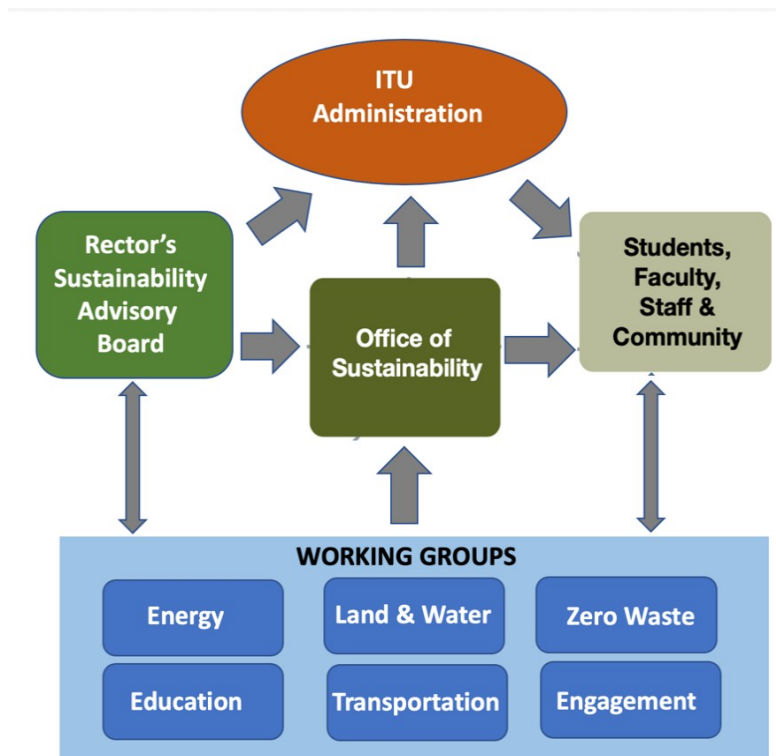 ITU
Administration
Rector's
Sustainability
Advisory
Board
Office of
Sustainability
Students,
Faculty,
Staff &
Community
WORKING GROUPS
Energy
Land & Water
Zero Waste
Education
Transportation
Engagement